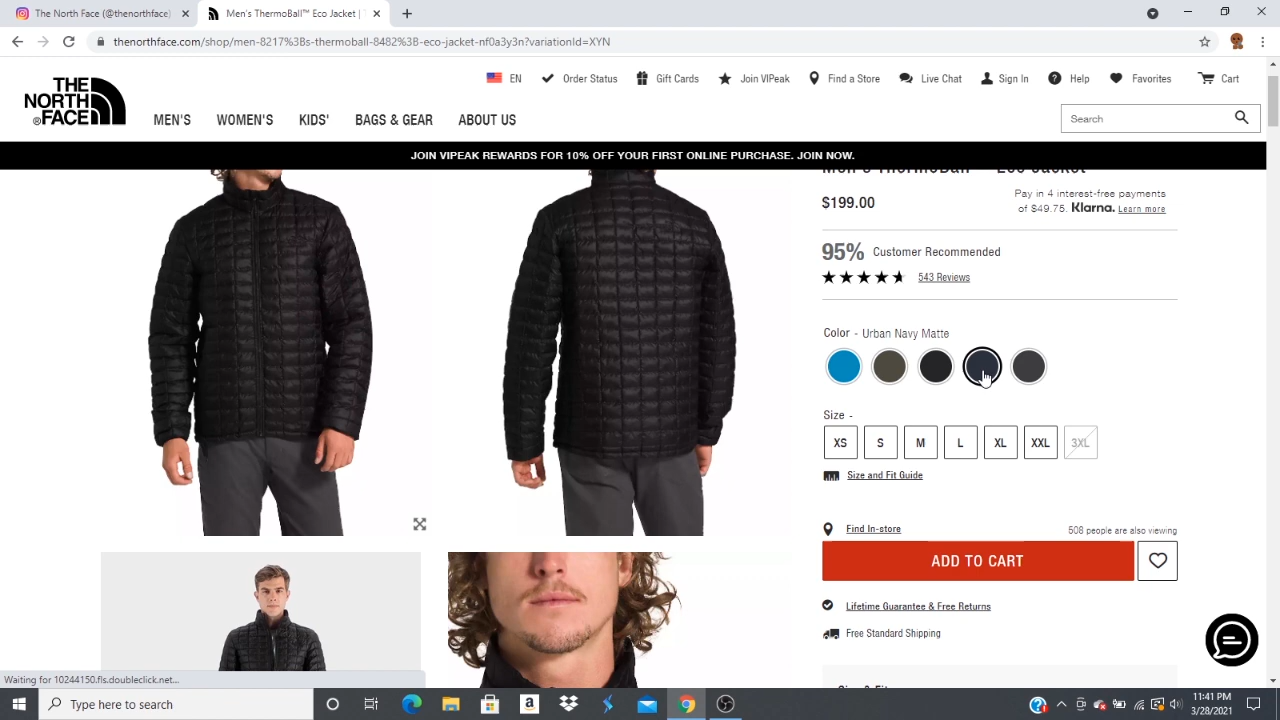 The North Face (@thenorthface)
Men's ThermoBall™ Eco Jacket |
thenorthface.com/shop/men-8217%3Bs-thermoball-8482%3B-eco-jacket-nf0a3y3n?variationId=XYN
EN Order Status Gift Cards Join VIPeak Find a Store Live Chat Sign In Help Favorites Cart
THE
NORTH
FACE
MEN'S WOMEN'S KIDS' BAGS & GEAR ABOUT US
Search
JOIN VIPEAK REWARDS FOR 10% OFF YOUR FIRST ONLINE PURCHASE. JOIN NOW.
$199.00
Pay in 4 interest-free payments
of $49.75. Klarna. Learn more
95% Customer Recommended
543 Reviews
Color - Urban Navy Matte
Size -
XS S M L XL XXL 3XL
Size and Fit Guide
Find In-store
508 people are also viewing
ADD TO CART
Lifetime Guarantee & Free Returns
Free Standard Shipping
Waiting for 10244150.fls.doubleclick.net...
Type here to search
11:41 PM
3/28/2021